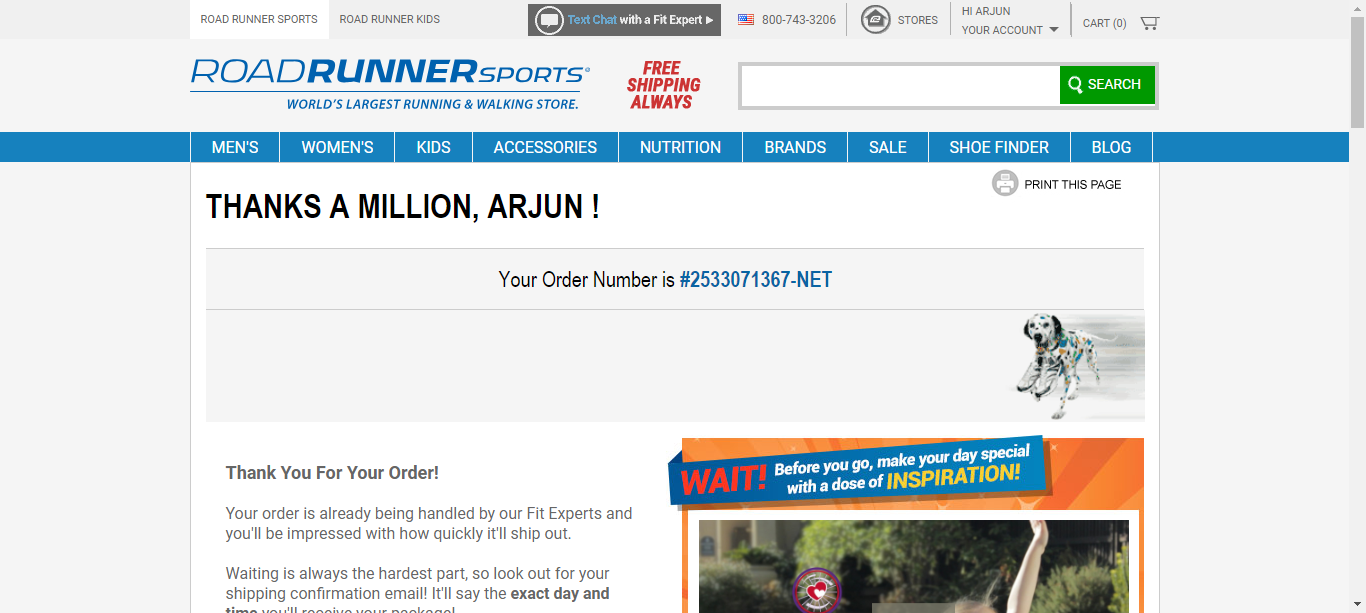 ROAD RUNNER SPORTS
ROAD RUNNER KIDS
Text Chat with a Fit Expert
800-743-3206
STORES
HI ARJUN
YOUR ACCOUNT
CART (0)
ROADRUNNERSPORTS
WORLD'S LARGEST RUNNING & WALKING STORE.
FREE
SHIPPING
ALWAYS
SEARCH
MEN'S
WOMEN'S
KIDS
ACCESSORIES
NUTRITION
BRANDS
SALE
SHOE FINDER
BLOG
PRINT THIS PAGE
THANKS A MILLION, ARJUN !
Your Order Number is #2533071367-NET
Thank You For Your Order!
Your order is already being handled by our Fit Experts and
you'll be impressed with how quickly it'll ship out.
Waiting is always the hardest part, so look out for your
shipping confirmation email! It'll say the exact day and
time you'll receive your package!
WAIT! Before you go, make your day special
with a dose of INSPIRATION!